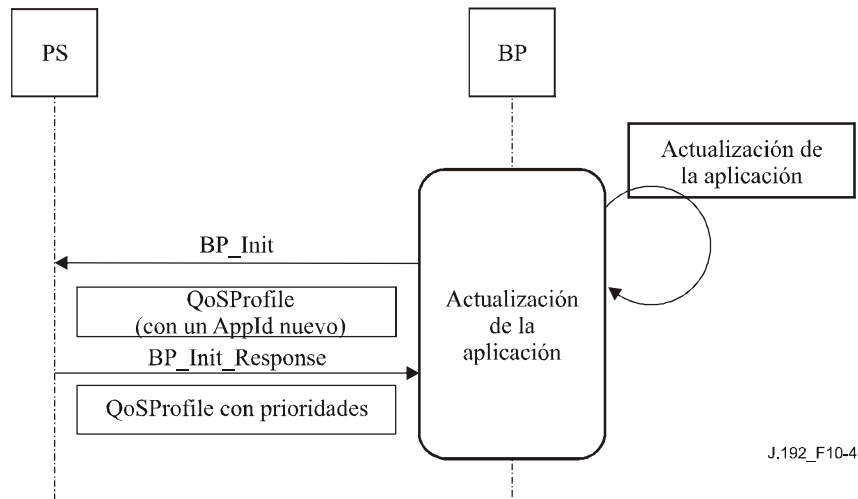 PS
BP
Actualización de
la aplicación
BP_Init
QoSProfile
(con un AppId nuevo)
Actualización
de la
aplicación
BP_Init_Response
QoSProfile con prioridades
J.192_F10-4